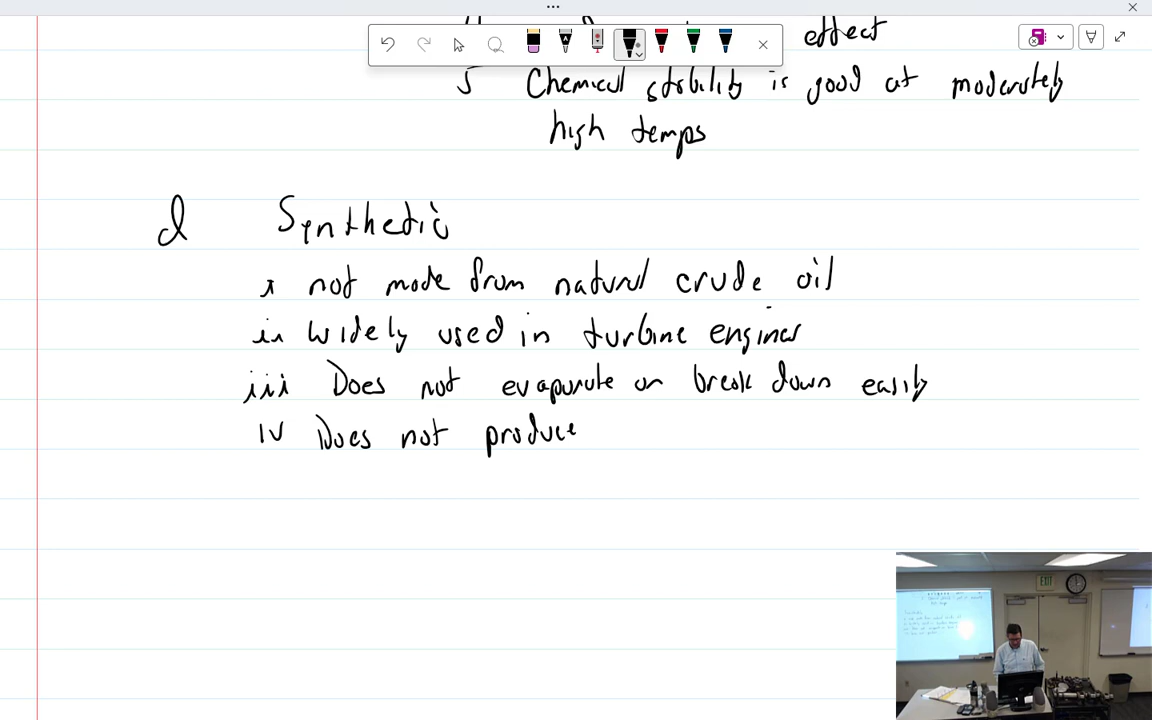 effect
5 Chemical stability is good at moderately
high temps
d Synthetic
i not made from natural crude oil
ii widely used in turbine engines
iii Does not evaporate or break down easily
iv Does not produce
EXIT